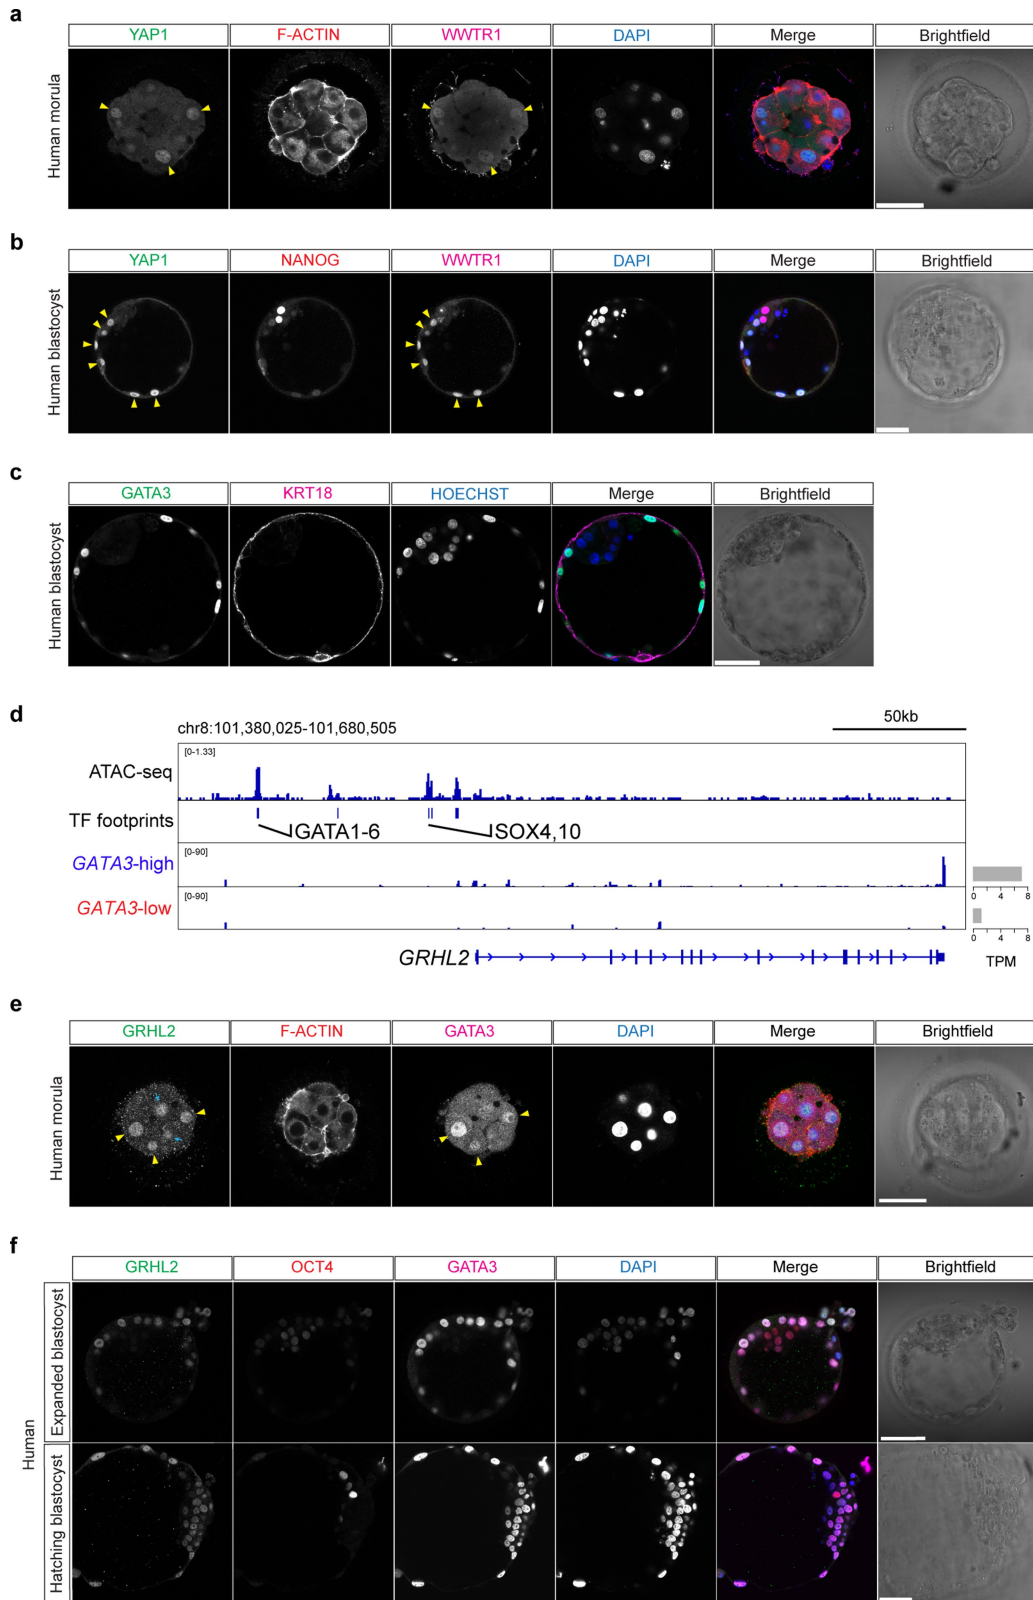 a
YAP1 F-ACTIN WWTR1 DAPI Merge Brightfield
Human morula
b
YAP1 NANOG WWTR1 DAPI Merge Brightfield
Human blastocyst
c
GATA3 KRT18 HOECHST Merge Brightfield
Human blastocyst
d
chr8:101,380,025-101,680,505 50kb
ATAC-seq [0-1.33]
TF footprints GATA1-6 SOX4,10
GATA3-high [0-90]
0 4 8
GATA3-low [0-90]
0 4 8
GRHL2 TPM
e
GRHL2 F-ACTIN GATA3 DAPI Merge Brightfield
Human morula
f
GRHL2 OCT4 GATA3 DAPI Merge Brightfield
Human
Expanded blastocyst
Hatching blastocyst